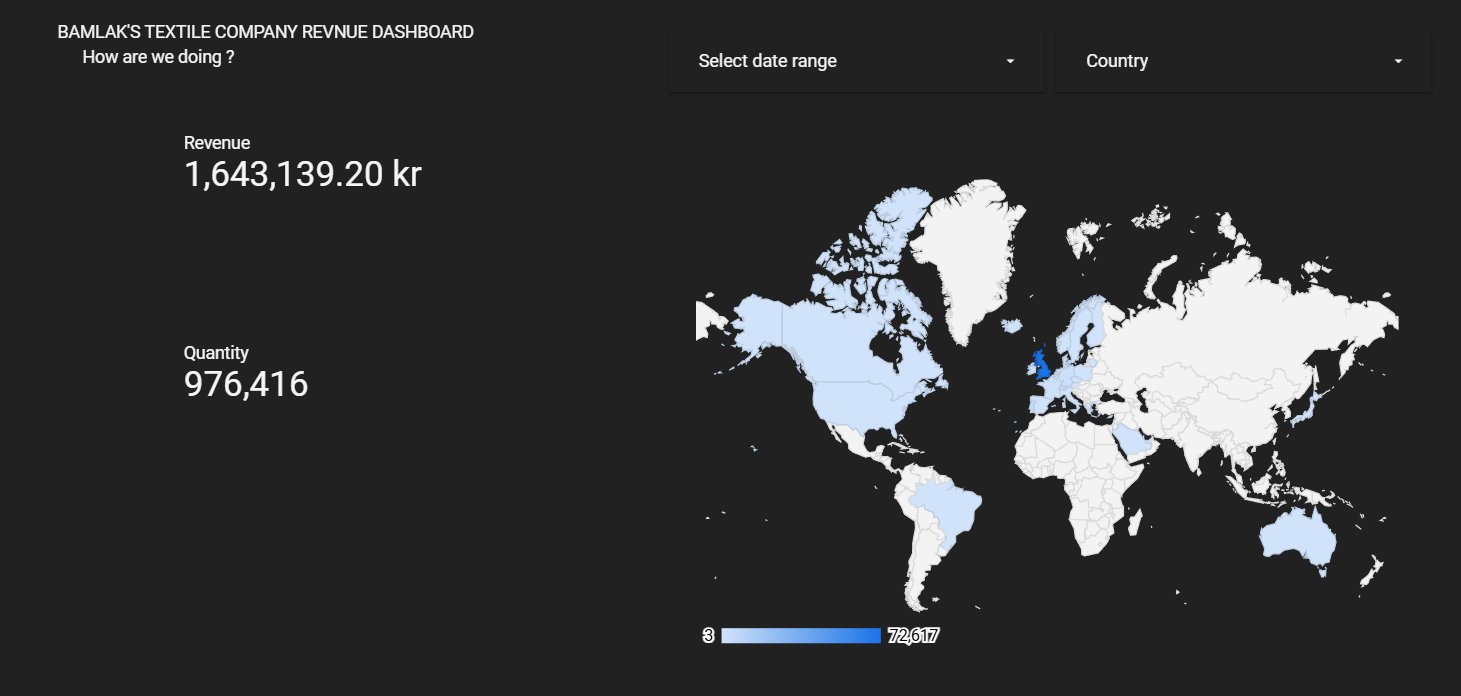 BAMLAK'S TEXTILE COMPANY REVNUE DASHBOARD
How are we doing ?
Select date range
Country
Revenue
1,643,139.20 kr
Quantity
976,416
3
72,617